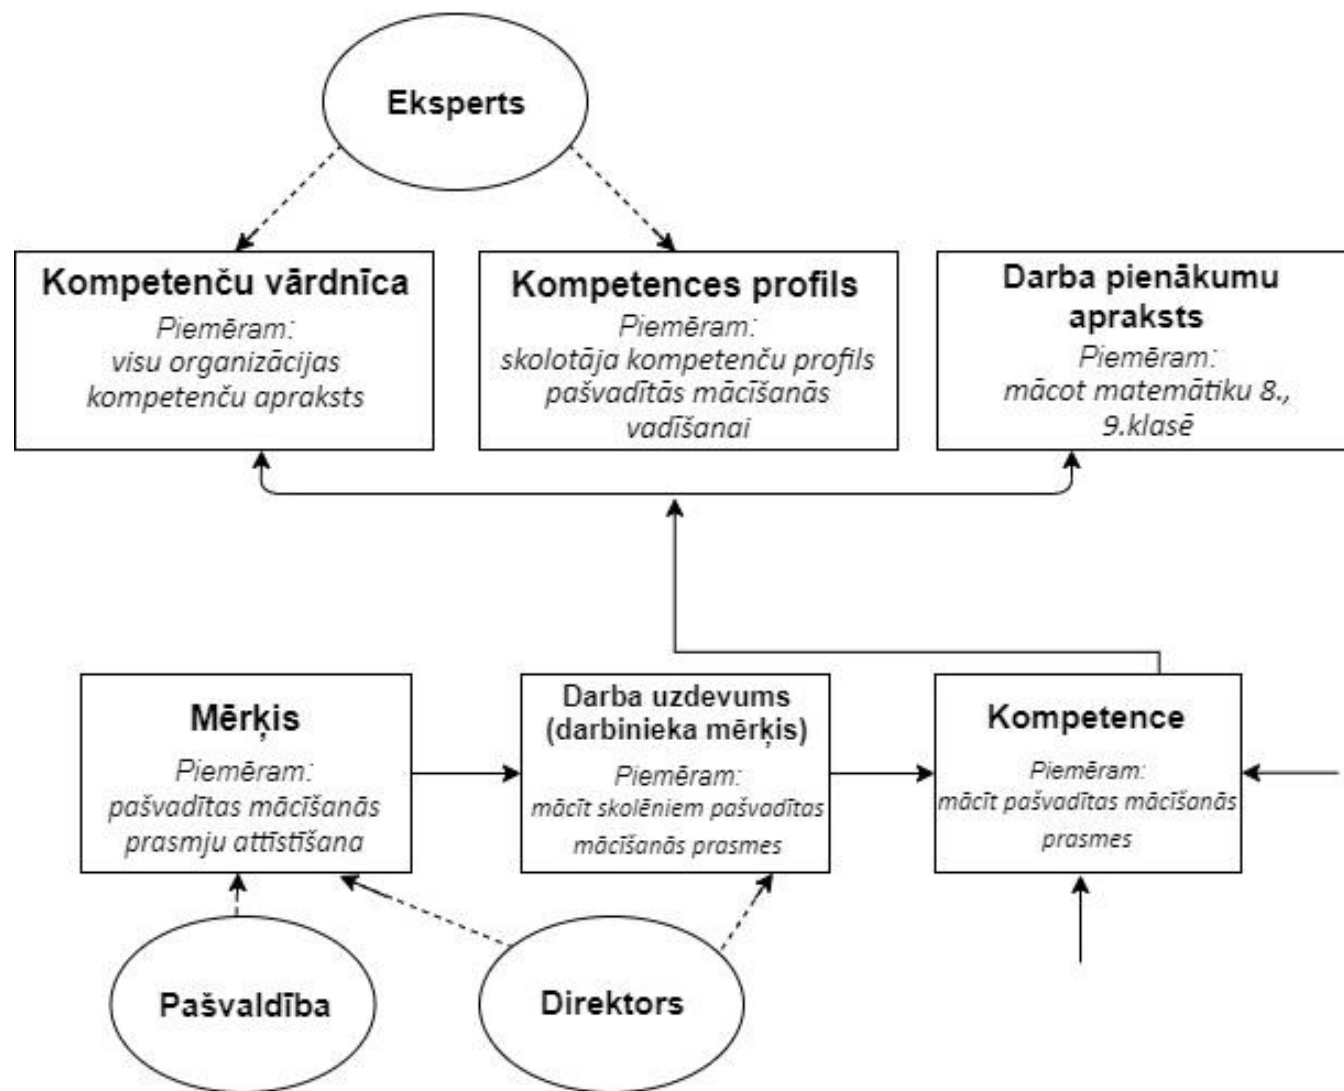 Eksperts
Kompetenču vārdnīca
Piemēram:
visu organizācijas
kompetenču apraksts
Kompetences profils
Piemēram:
skolotāja kompetenču profils
pašvadītās mācīšanās
vadīšanai
Darba pienākumu
apraksts
Piemēram:
mācot matemātiku 8.,
9.klasē
Mērķis
Piemēram:
pašvadītas mācīšanās
prasmju attīstīšana
Darba uzdevums
(darbinieka mērķis)
Piemēram:
mācīt skolēniem pašvadītas
mācīšanās prasmes
Kompetence
Piemēram:
mācīt pašvadītas mācīšanās
prasmes
Pašvaldība
Direktors